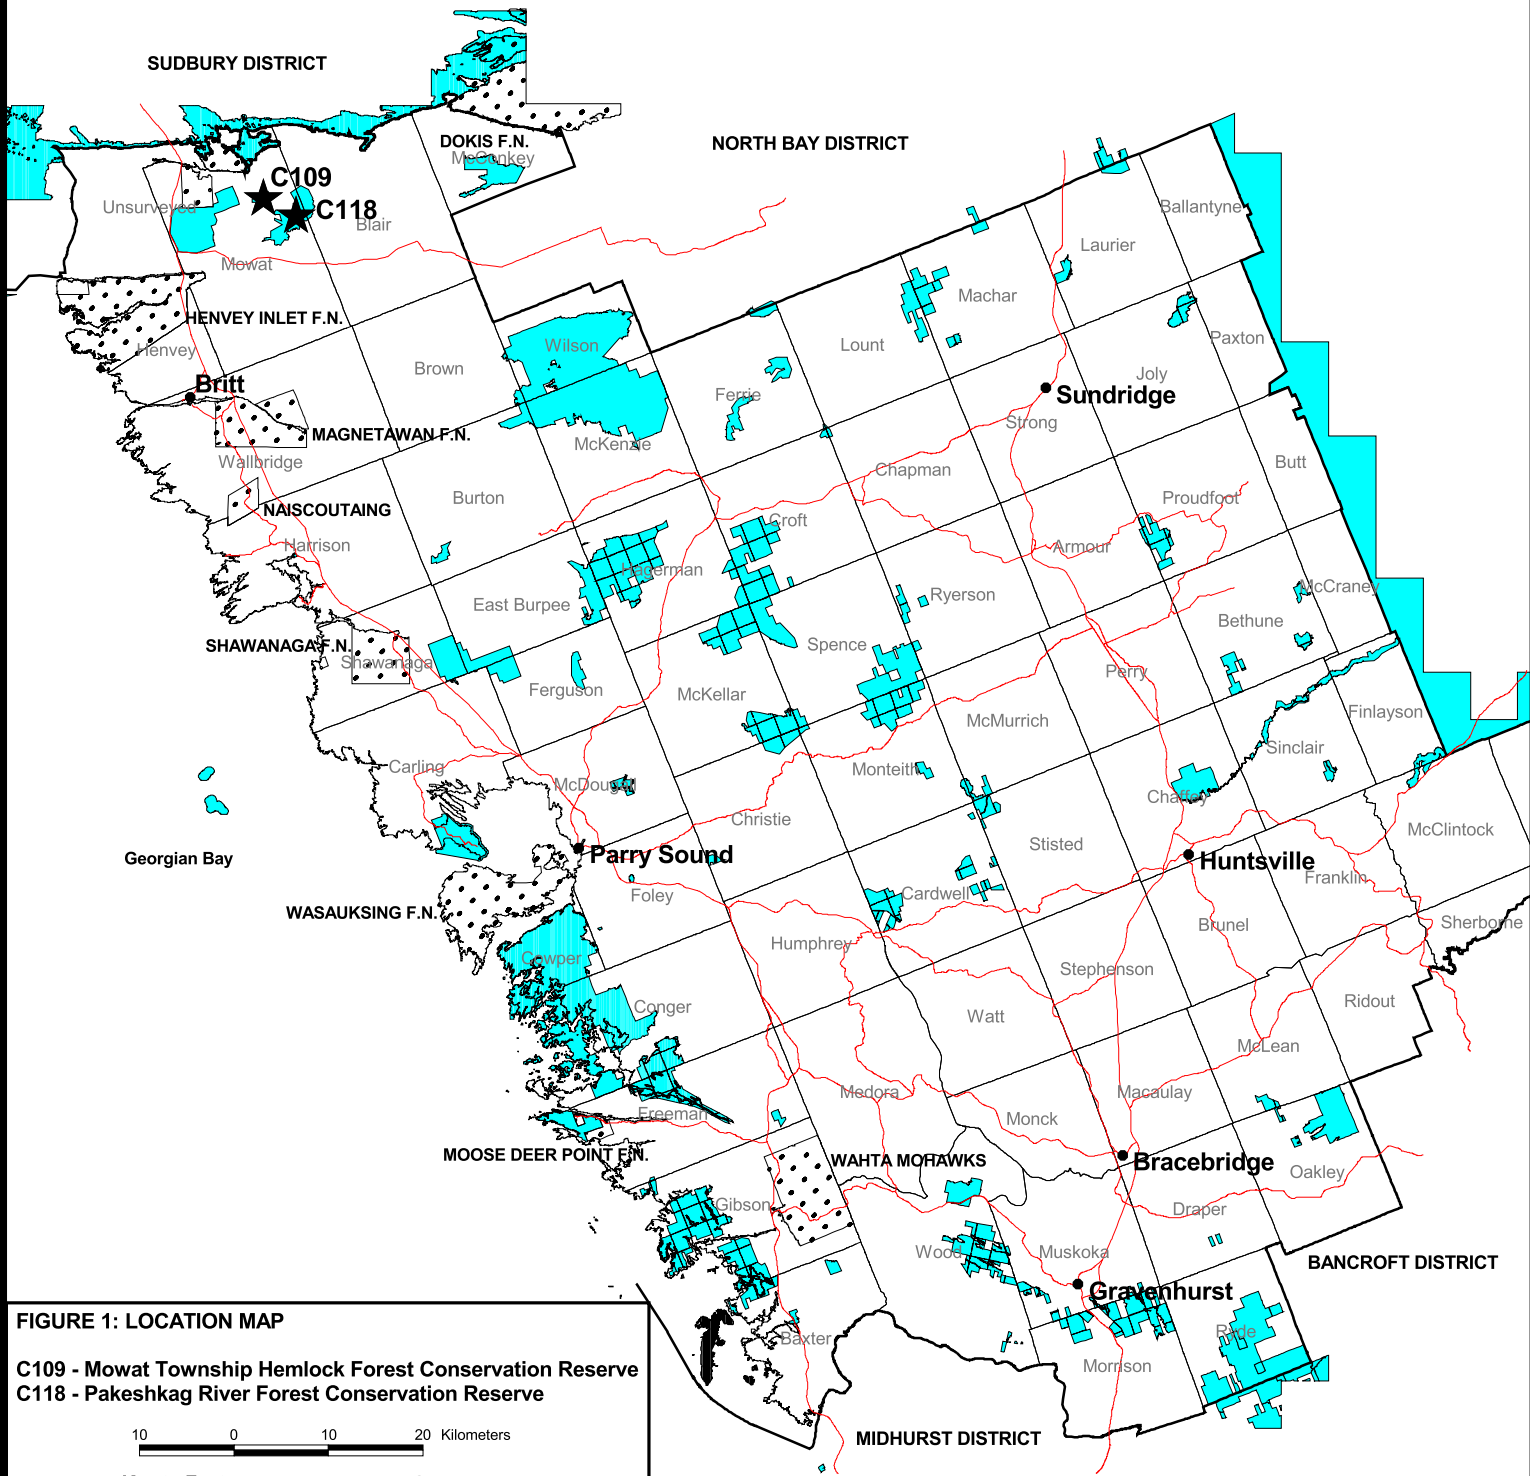 SUDBURY DISTRICT
DOKIS F.N.
McConkey
NORTH BAY DISTRICT
C109
C118
Unsurveyed
Blair
Mowat
Ballantyne
Laurier
Machar
HENVEY INLET F.N.
Henvey
Wilson
Lount
Paxton
Joly
Brown
Britt
Ferrie
Sundridge
Strong
MAGNETAWAN F.N.
McKenzie
Wallbridge
Chapman
Butt
Burton
Proudfoot
NAISCOUTAING
Croft
Harrison
Armour
Hagerman
McCraney
East Burpee
Ryerson
Bethune
SHAWANAGA F.N.
Shawanaga
Spence
Perry
Ferguson
McKellar
McMurrich
Finlayson
Sinclair
Carling
Monteith
McDougall
Chaffey
Christie
McClintock
Georgian Bay
Parry Sound
Stisted
Huntsville
Franklin
Foley
Cardwell
WASAUKSING F.N.
Brunel
Sherborne
Humphrey
Cowper
Stephenson
Conger
Watt
Ridout
McLean
Medora
Macaulay
Freeman
Monck
MOOSE DEER POINT F.N.
WAHTA MOHAWKS
Bracebridge
Oakley
Gibson
Draper
Wood
Muskoka
BANCROFT DISTRICT
Gravenhurst
Baxter
Ryde
Morrison
MIDHURST DISTRICT
FIGURE 1: LOCATION MAP
C109 - Mowat Township Hemlock Forest Conservation Reserve
C118 - Pakeshkag River Forest Conservation Reserve
10 0 10 20 Kilometers